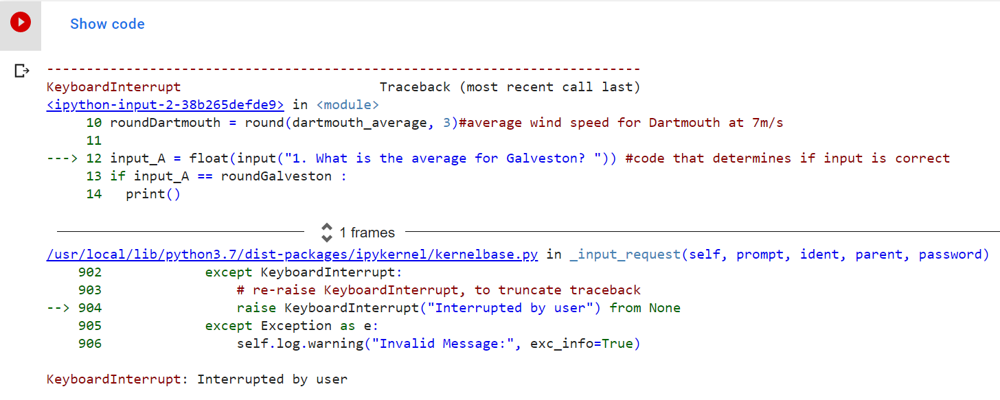 Show code
---------------------------------------------------------------------------
KeyboardInterrupt                         Traceback (most recent call last)
<ipython-input-2-38b265defde9> in <module>
     10 roundDartmouth = round(dartmouth_average, 3)#average wind speed for Dartmouth at 7m/s
     11
---> 12 input_A = float(input("1. What is the average for Galveston? ")) #code that determines if input is correct
     13 if input_A == roundGalveston :
     14   print()
1 frames
/usr/local/lib/python3.7/dist-packages/ipykernel/kernelbase.py in _input_request(self, prompt, ident, parent, password)
    902             except KeyboardInterrupt:
    903                 # re-raise KeyboardInterrupt, to truncate traceback
--> 904                 raise KeyboardInterrupt("Interrupted by user") from None
    905             except Exception as e:
    906                 self.log.warning("Invalid Message:", exc_info=True)
KeyboardInterrupt: Interrupted by user